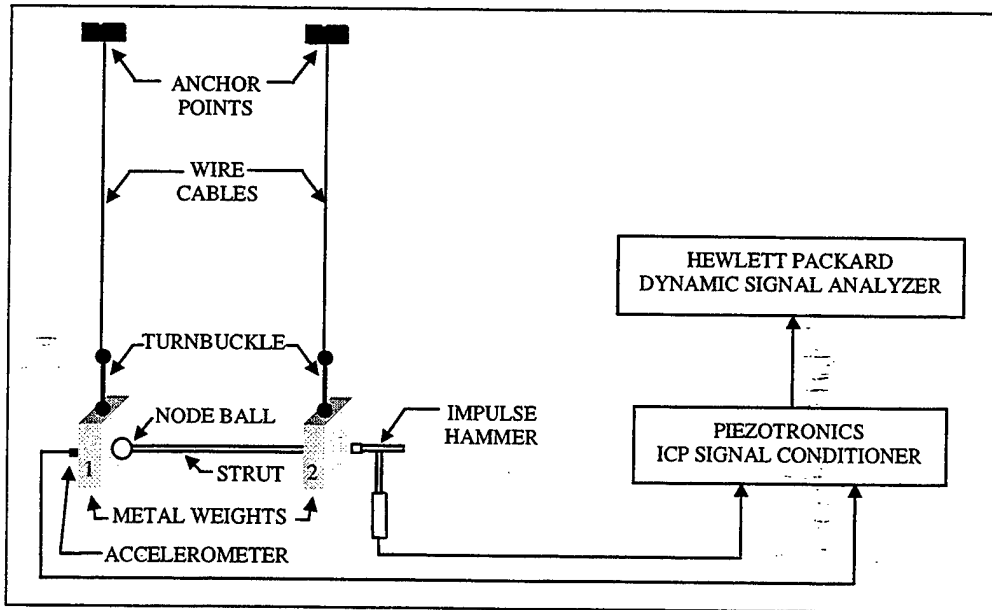 ANCHOR
POINTS
WIRE
CABLES
HEWLETT PACKARD
DYNAMIC SIGNAL ANALYZER
TURNBUCKLE
NODE BALL
IMPULSE
HAMMER
PIEZOTRONICS
ICP SIGNAL CONDITIONER
1
STRUT
2
METAL WEIGHTS
ACCELEROMETER